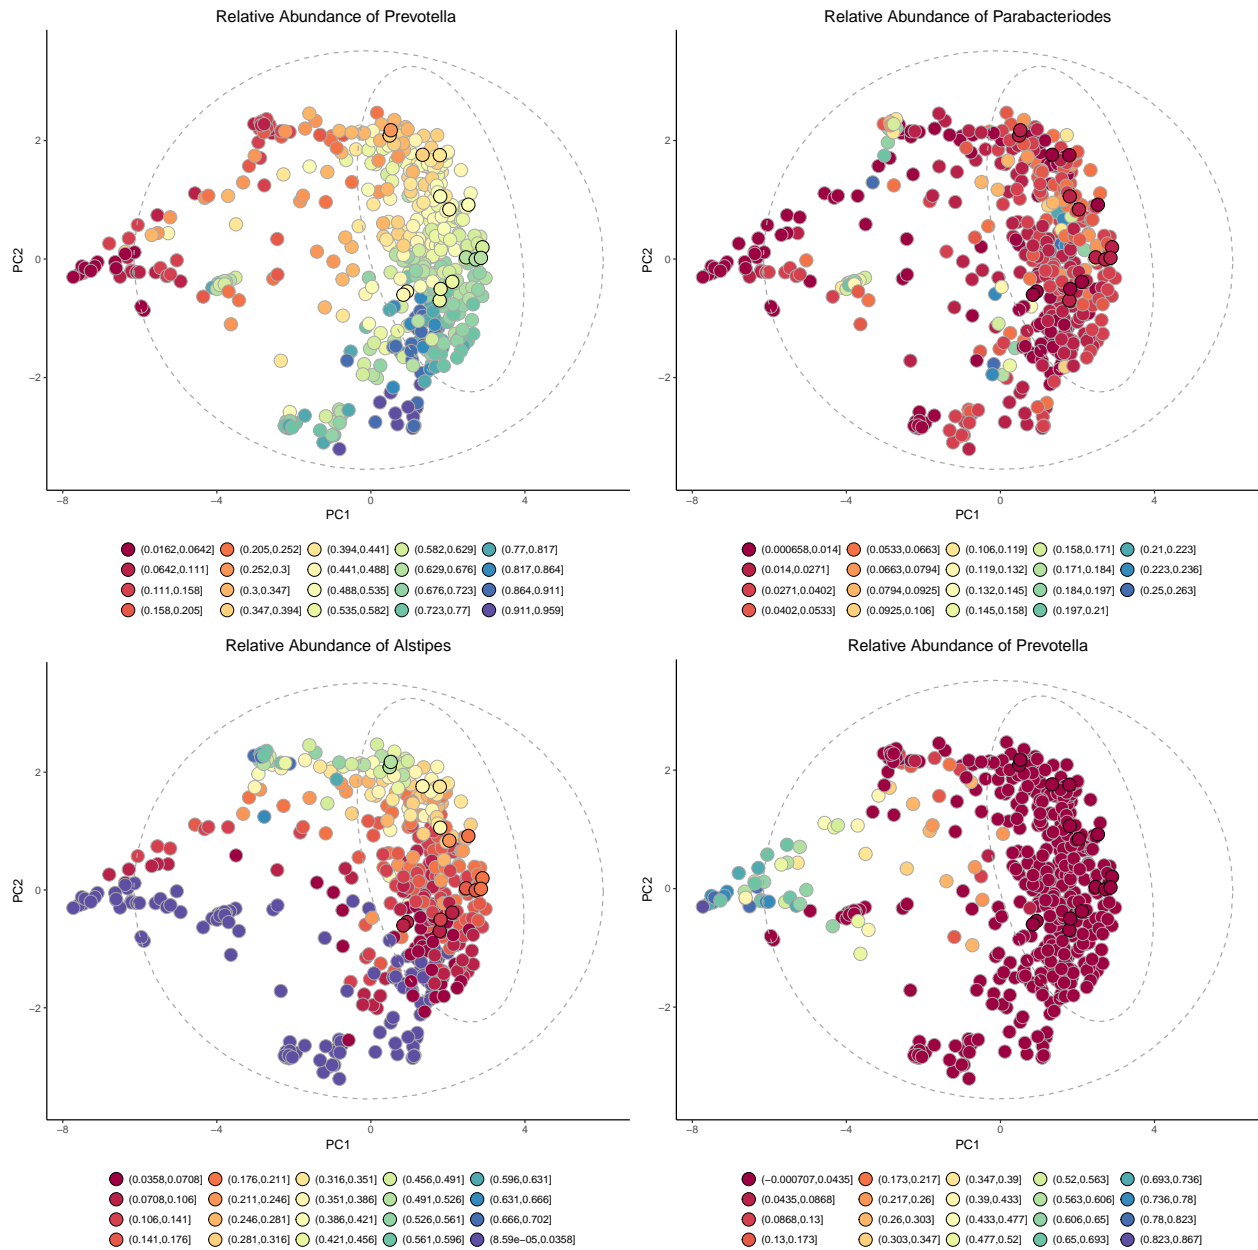 Relative Abundance of Prevotella
2
0
−2
PC2
−8
−4
0
4
PC1
(0.0162,0.0642] (0.205,0.252] (0.394,0.441] (0.582,0.629] (0.77,0.817]
(0.0642,0.111] (0.252,0.3] (0.441,0.488] (0.629,0.676] (0.817,0.864]
(0.111,0.158] (0.3,0.347] (0.488,0.535] (0.676,0.723] (0.864,0.911]
(0.158,0.205] (0.347,0.394] (0.535,0.582] (0.723,0.77] (0.911,0.959]
Relative Abundance of Parabacteriodes
2
0
−2
PC2
−8
−4
0
4
PC1
(0.000658,0.014] (0.0533,0.0663] (0.106,0.119] (0.158,0.171] (0.21,0.223]
(0.014,0.0271] (0.0663,0.0794] (0.119,0.132] (0.171,0.184] (0.223,0.236]
(0.0271,0.0402] (0.0794,0.0925] (0.132,0.145] (0.184,0.197] (0.25,0.263]
(0.0402,0.0533] (0.0925,0.106] (0.145,0.158] (0.197,0.21]
Relative Abundance of Alstipes
2
0
−2
PC2
−8
−4
0
4
PC1
(0.0358,0.0708] (0.176,0.211] (0.316,0.351] (0.456,0.491] (0.596,0.631]
(0.0708,0.106] (0.211,0.246] (0.351,0.386] (0.491,0.526] (0.631,0.666]
(0.106,0.141] (0.246,0.281] (0.386,0.421] (0.526,0.561] (0.666,0.702]
(0.141,0.176] (0.281,0.316] (0.421,0.456] (0.561,0.596] (8.59e−05,0.0358]
Relative Abundance of Prevotella
2
0
−2
PC2
−8
−4
0
4
PC1
(−0.000707,0.0435] (0.173,0.217] (0.347,0.39] (0.52,0.563] (0.693,0.736]
(0.0435,0.0868] (0.217,0.26] (0.39,0.433] (0.563,0.606] (0.736,0.78]
(0.0868,0.13] (0.26,0.303] (0.433,0.477] (0.606,0.65] (0.78,0.823]
(0.13,0.173] (0.303,0.347] (0.477,0.52] (0.65,0.693] (0.823,0.867]